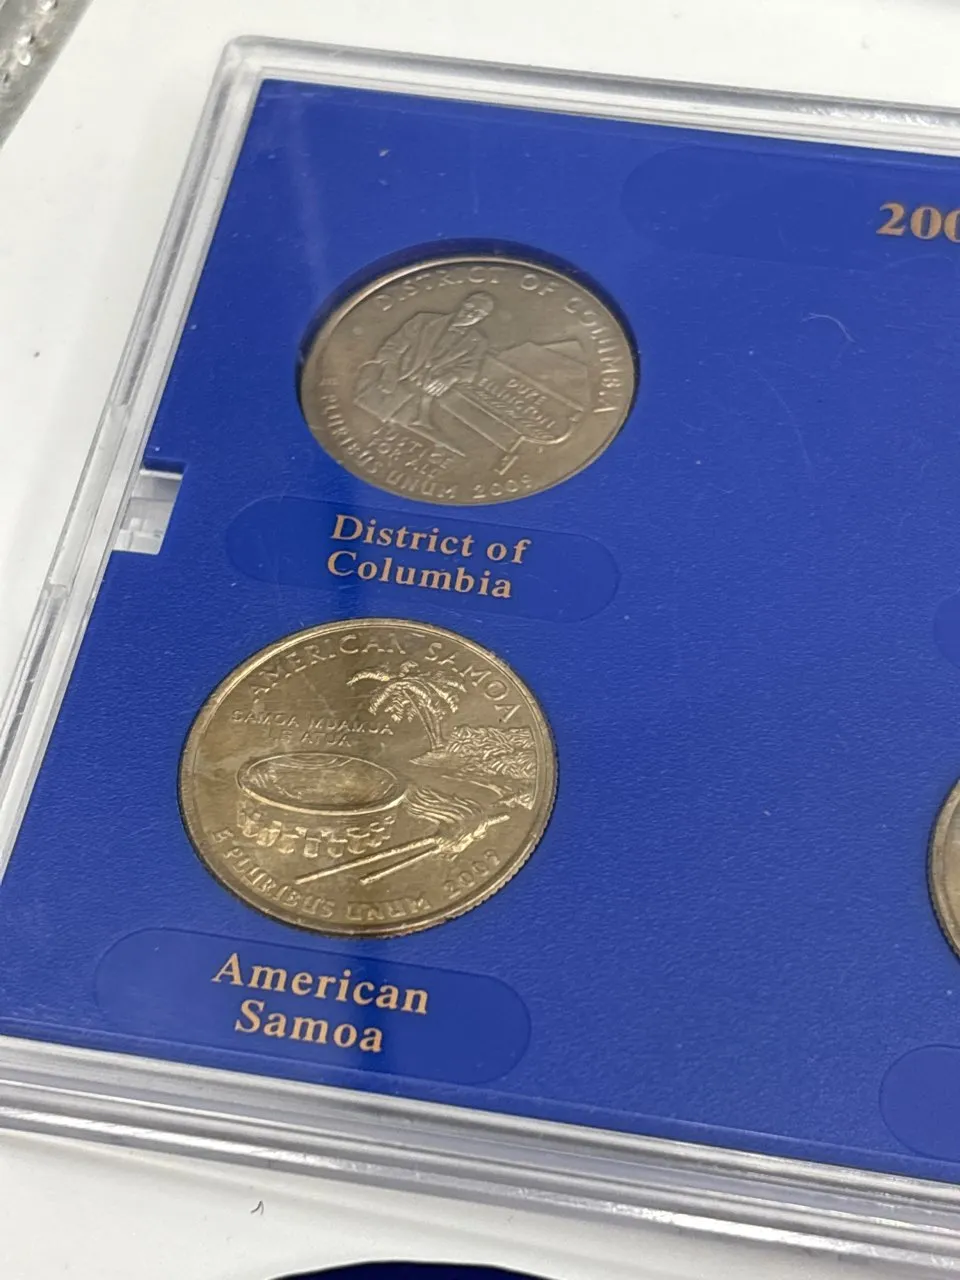 200
DISTRICT OF COLUMBIA
DUKE
ELLINGTON
JUSTICE
FOR ALL
E PLURIBUS UNUM 2009
District of
Columbia
AMERICAN SAMOA
SAMOA MUAMUA
LE ATUA
E PLURIBUS UNUM 2009
American
Samoa